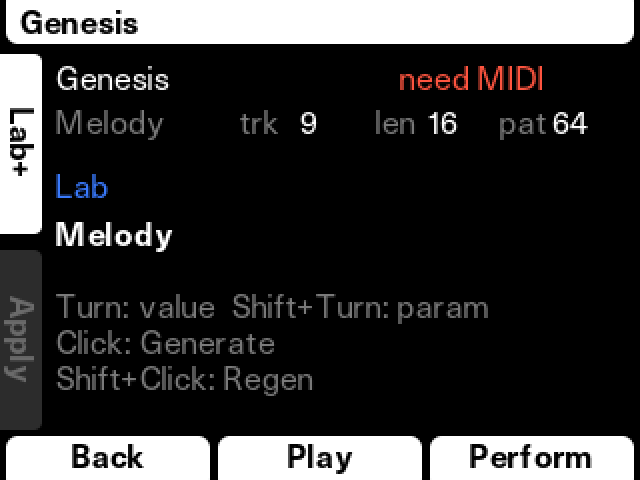 Genesis
Lab+
Genesis need MIDI
Melody trk 9 len 16 pat 64
Lab
Melody
Apply
Turn: value Shift+Turn: param
Click: Generate
Shift+Click: Regen
Back Play Perform